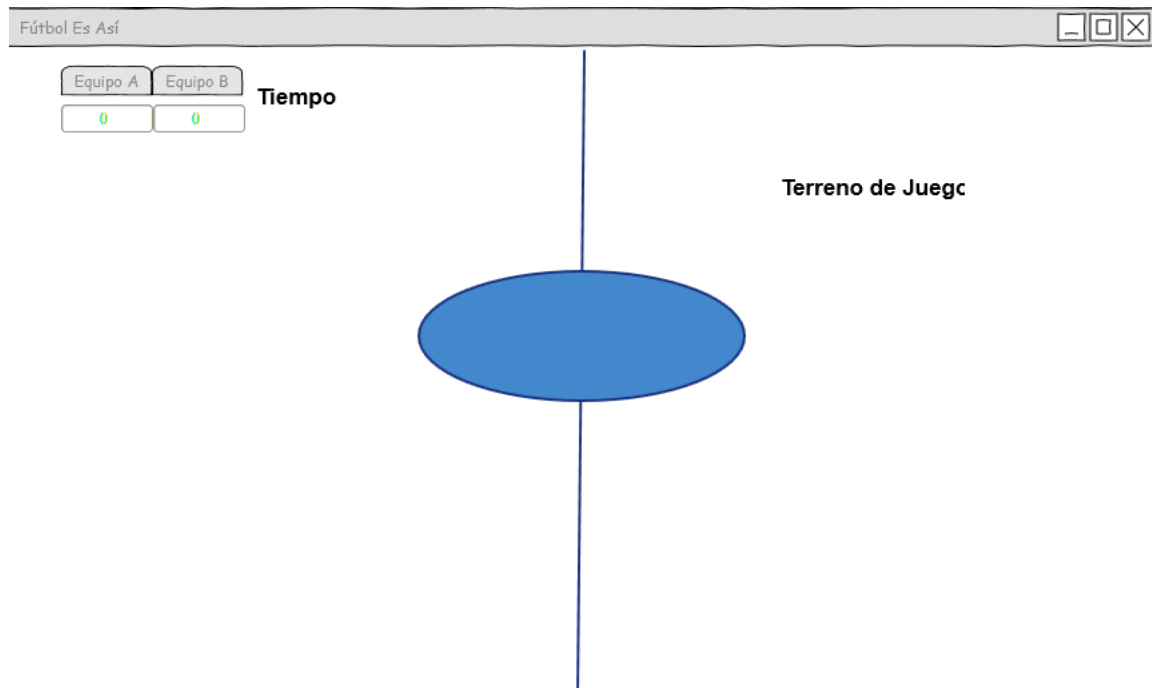 Fútbol Es Así
Equipo A Equipo B
Tiempo
0 0
Terreno de Juego